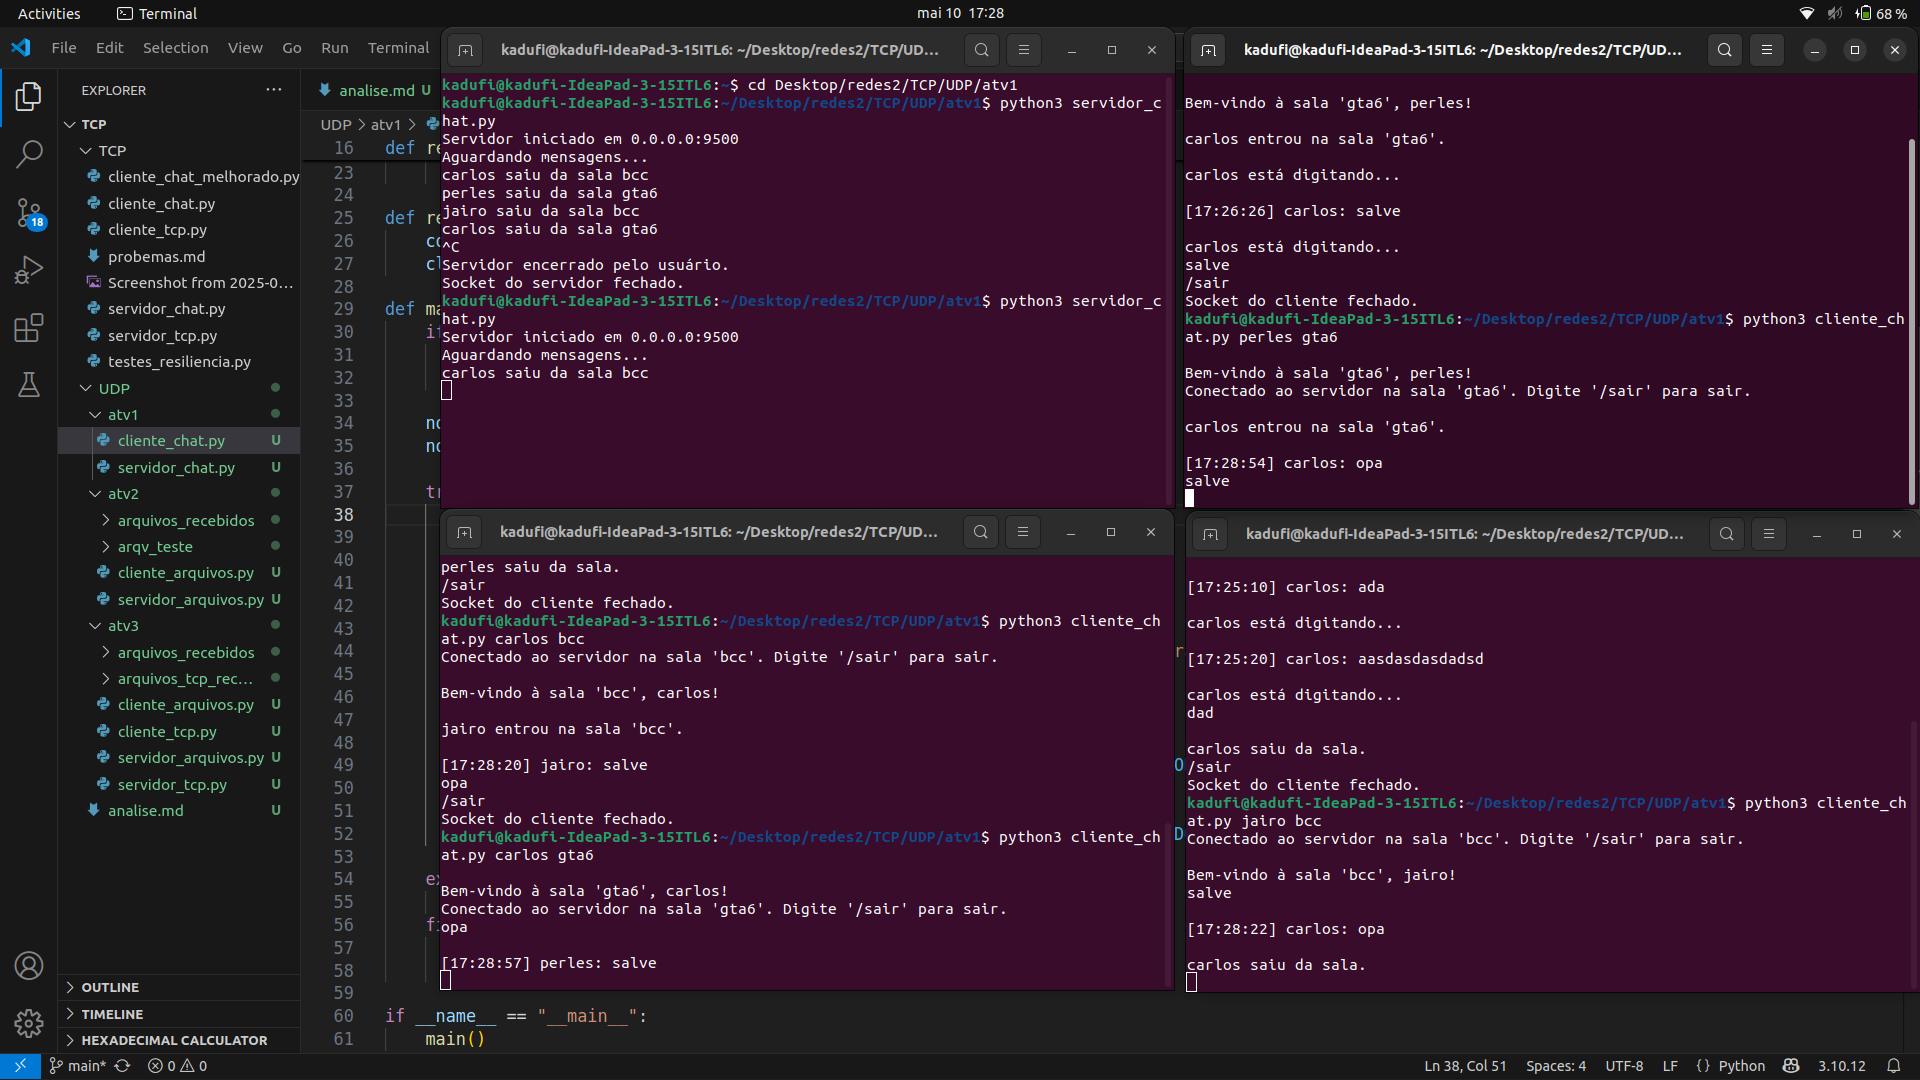 Activities
Terminal
mai 10 17:28
68 %
File Edit Selection View Go Run Terminal
EXPLORER
TCP
TCP
cliente_chat_melhorado.py
cliente_chat.py
cliente_tcp.py
probemas.md
Screenshot from 2025-0...
servidor_chat.py
servidor_tcp.py
testes_resiliencia.py
UDP
atv1
cliente_chat.py U
servidor_chat.py U
atv2
arquivos_recebidos
arqv_teste
cliente_arquivos.py U
servidor_arquivos.py U
atv3
arquivos_recebidos
arquivos_tcp_rec...
cliente_arquivos.py U
cliente_tcp.py U
servidor_arquivos.py U
servidor_tcp.py U
analise.md U
OUTLINE
TIMELINE
HEXADECIMAL CALCULATOR
18
analise.md U
UDP > atv1 >
16 def re
23
24
25 def re
26 co
27 cl
28
29 def ma
30 if
31
32
33
34 no
35 no
36
37 tr
38
39
40
41
42
43
44
45
46
47
48
49
50
51
52
53
54 ex
55
56 fi
57
58
59
60 if __name__ == "__main__":
61 main()
kadufi@kadufi-IdeaPad-3-15ITL6: ~/Desktop/redes2/TCP/UD...
kadufi@kadufi-IdeaPad-3-15ITL6:~$ cd Desktop/redes2/TCP/UDP/atv1
kadufi@kadufi-IdeaPad-3-15ITL6:~/Desktop/redes2/TCP/UDP/atv1$ python3 servidor_c
hat.py
Servidor iniciado em 0.0.0.0:9500
Aguardando mensagens...
carlos saiu da sala bcc
perles saiu da sala gta6
jairo saiu da sala bcc
carlos saiu da sala gta6
^C
Servidor encerrado pelo usuário.
Socket do servidor fechado.
kadufi@kadufi-IdeaPad-3-15ITL6:~/Desktop/redes2/TCP/UDP/atv1$ python3 servidor_c
hat.py
Servidor iniciado em 0.0.0.0:9500
Aguardando mensagens...
carlos saiu da sala bcc
kadufi@kadufi-IdeaPad-3-15ITL6: ~/Desktop/redes2/TCP/UD...
Bem-vindo à sala 'gta6', perles!
carlos entrou na sala 'gta6'.
carlos está digitando...
[17:26:26] carlos: salve
carlos está digitando...
salve
/sair
Socket do cliente fechado.
kadufi@kadufi-IdeaPad-3-15ITL6:~/Desktop/redes2/TCP/UDP/atv1$ python3 cliente_ch
at.py perles gta6
Bem-vindo à sala 'gta6', perles!
Conectado ao servidor na sala 'gta6'. Digite '/sair' para sair.
carlos entrou na sala 'gta6'.
[17:28:54] carlos: opa
salve
kadufi@kadufi-IdeaPad-3-15ITL6: ~/Desktop/redes2/TCP/UD...
perles saiu da sala.
/sair
Socket do cliente fechado.
kadufi@kadufi-IdeaPad-3-15ITL6:~/Desktop/redes2/TCP/UDP/atv1$ python3 cliente_ch
at.py carlos bcc
Conectado ao servidor na sala 'bcc'. Digite '/sair' para sair.
Bem-vindo à sala 'bcc', carlos!
jairo entrou na sala 'bcc'.
[17:28:20] jairo: salve
opa
/sair
Socket do cliente fechado.
kadufi@kadufi-IdeaPad-3-15ITL6:~/Desktop/redes2/TCP/UDP/atv1$ python3 cliente_ch
at.py carlos gta6
Bem-vindo à sala 'gta6', carlos!
Conectado ao servidor na sala 'gta6'. Digite '/sair' para sair.
opa
[17:28:57] perles: salve
r
O
D
kadufi@kadufi-IdeaPad-3-15ITL6: ~/Desktop/redes2/TCP/UD...
[17:25:10] carlos: ada
carlos está digitando...
[17:25:20] carlos: aasdasdasdadsd
carlos está digitando...
dad
carlos saiu da sala.
/sair
Socket do cliente fechado.
kadufi@kadufi-IdeaPad-3-15ITL6:~/Desktop/redes2/TCP/UDP/atv1$ python3 cliente_ch
at.py jairo bcc
Conectado ao servidor na sala 'bcc'. Digite '/sair' para sair.
Bem-vindo à sala 'bcc', jairo!
salve
[17:28:22] carlos: opa
carlos saiu da sala.
main* 0 0
Ln 38, Col 51 Spaces: 4 UTF-8 LF {} Python 3.10.12